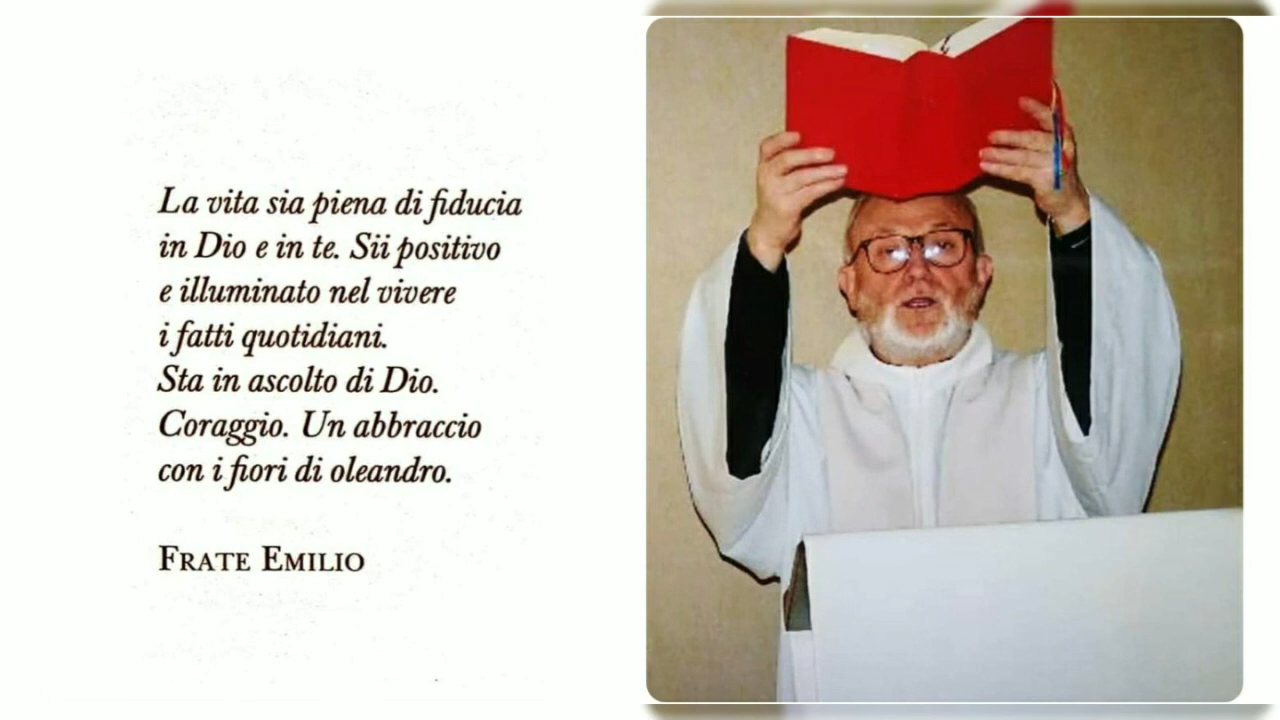 La vita sia piena di fiducia
in Dio e in te. Sii positivo
e illuminato nel vivere
i fatti quotidiani.
Sta in ascolto di Dio.
Coraggio. Un abbraccio
con i fiori di oleandro.
FRATE EMILIO